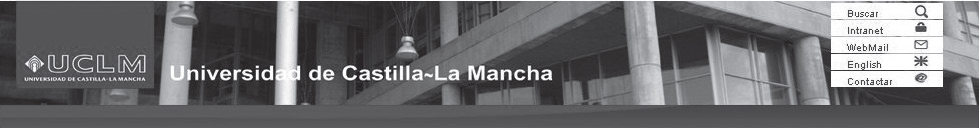 UCLM
UNIVERSIDAD DE CASTILLA-LA MANCHA
Universidad de Castilla~La Mancha
Buscar
Intranet
WebMail
English
Contactar